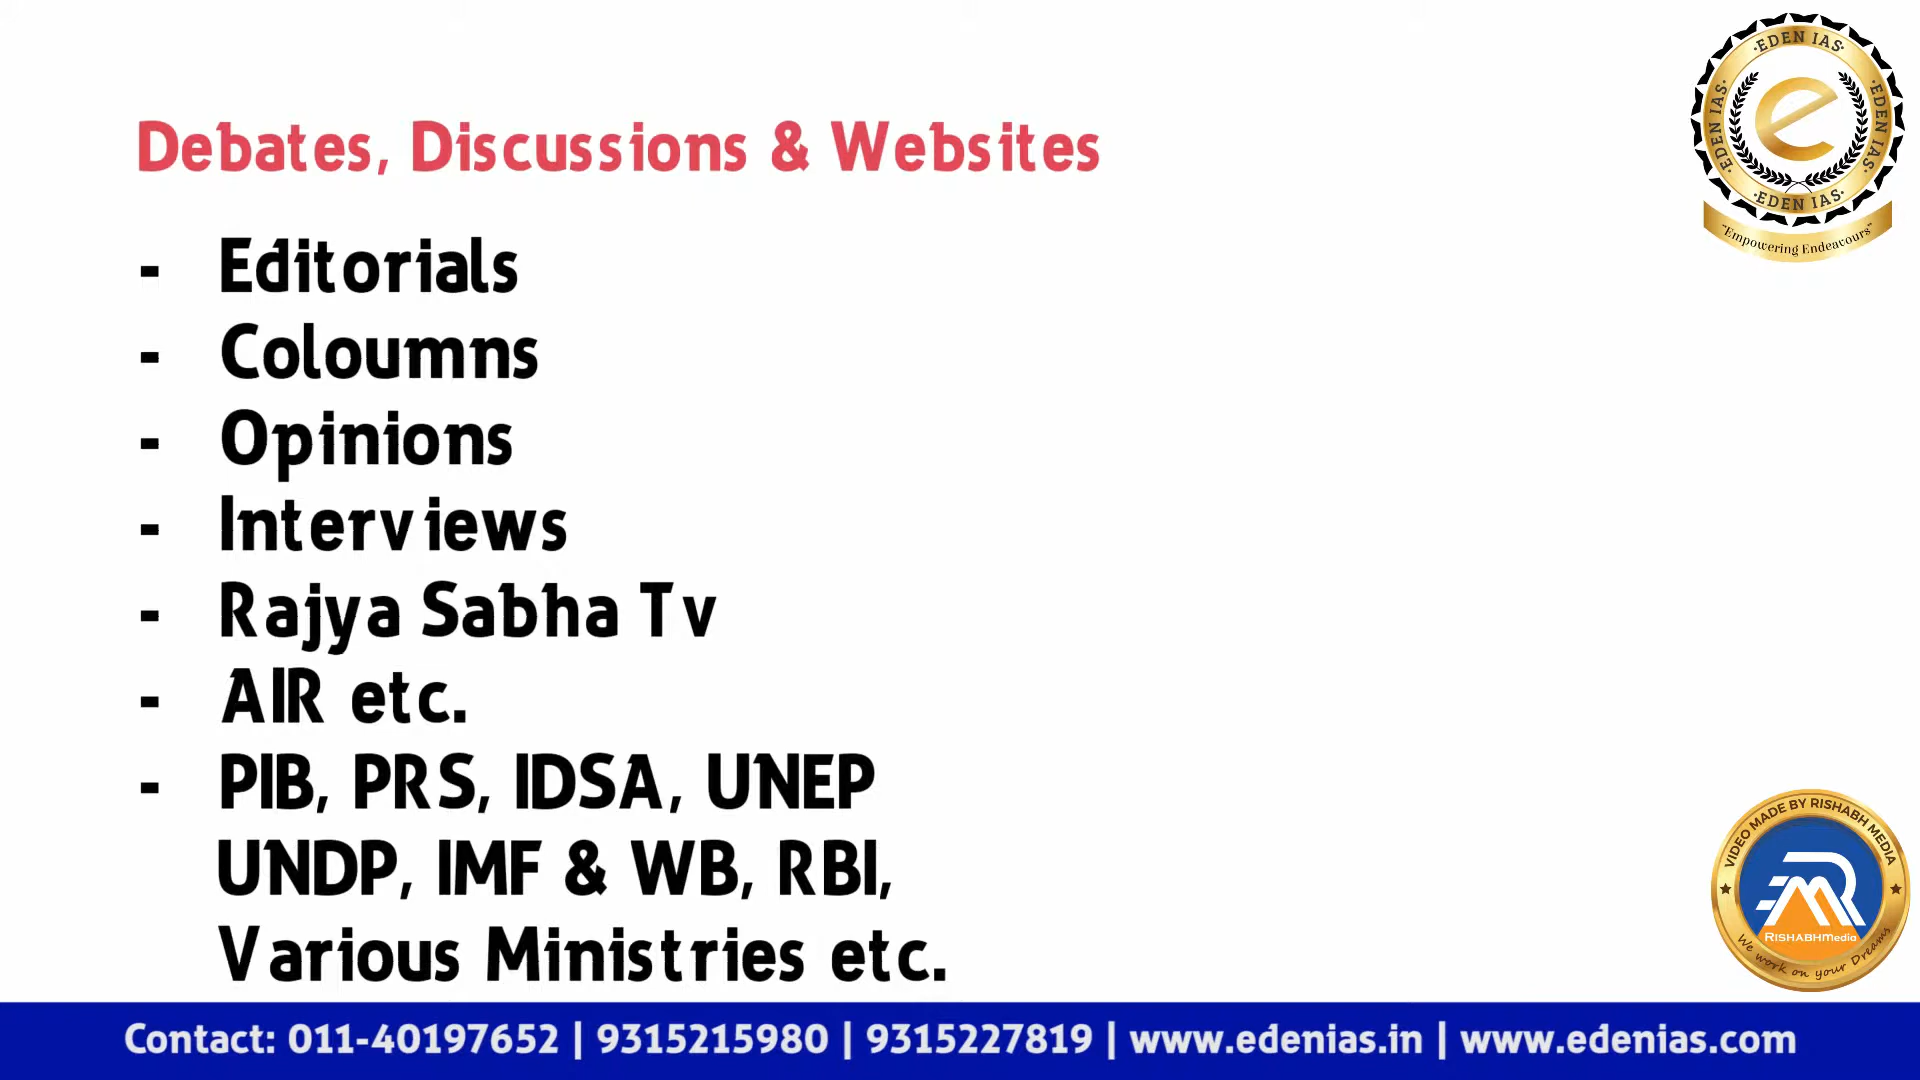 Debates, Discussions & Websites
- Editorials
- Coloumns
- Opinions
- Interviews
- Rajya Sabha Tv
- AIR etc.
- PIB, PRS, IDSA, UNEP
UNDP, IMF & WB, RBI,
Various Ministries etc.
·EDEN IAS·
·EDEN IAS·
·EDEN IAS·
·EDEN IAS·
e
"Empowering Endeavours"
VIDEO MADE BY RISHABH MEDIA
RISHABHMedia
We work on your Dreams
Contact: 011-40197652 | 9315215980 | 9315227819 | www.edenias.in | www.edenias.com